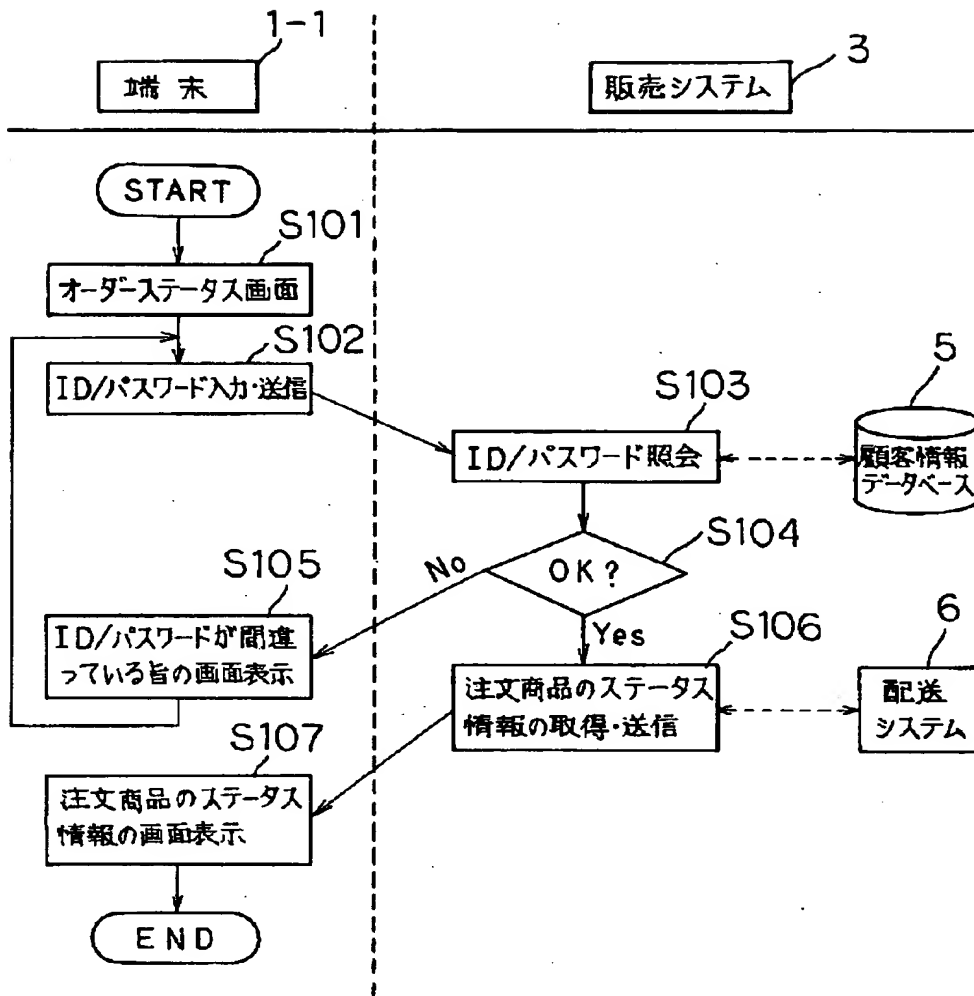 1-1
3
端末
販売システム
START
S101
オーダーステータス画面
S102
ID/パスワード入力・送信
S103
5
ID/パスワード照会
顧客情報
データベース
S104
OK?
No
Yes
S105
ID/パスワードが間違
っている旨の画面表示
S106
6
注文商品のステータス
情報の取得・送信
配送
システム
S107
注文商品のステータス
情報の画面表示
END